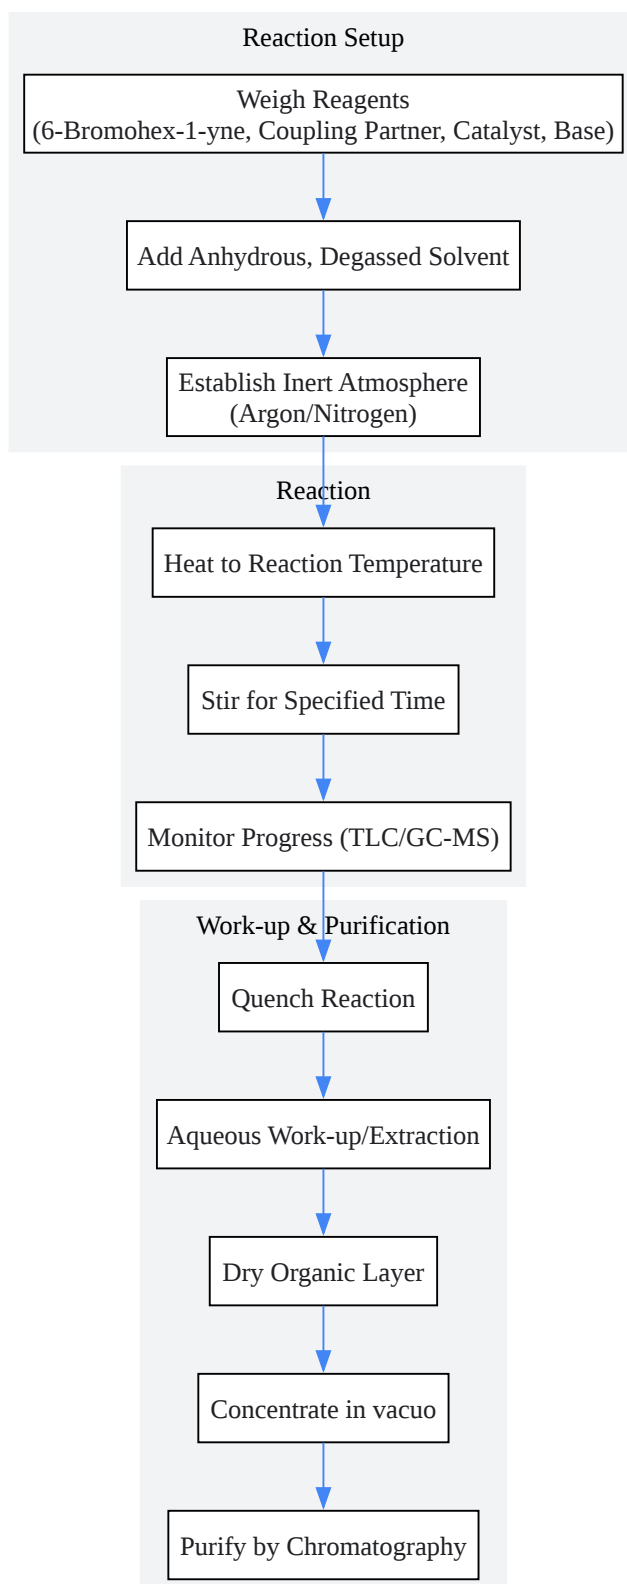 Reaction Setup
Weigh Reagents
(6-Bromohex-1-yne, Coupling Partner, Catalyst, Base)
Add Anhydrous, Degassed Solvent
Establish Inert Atmosphere
(Argon/Nitrogen)
Reaction
Heat to Reaction Temperature
Stir for Specified Time
Monitor Progress (TLC/GC-MS)
Work-up & Purification
Quench Reaction
Aqueous Work-up/Extraction
Dry Organic Layer
Concentrate in vacuo
Purify by Chromatography